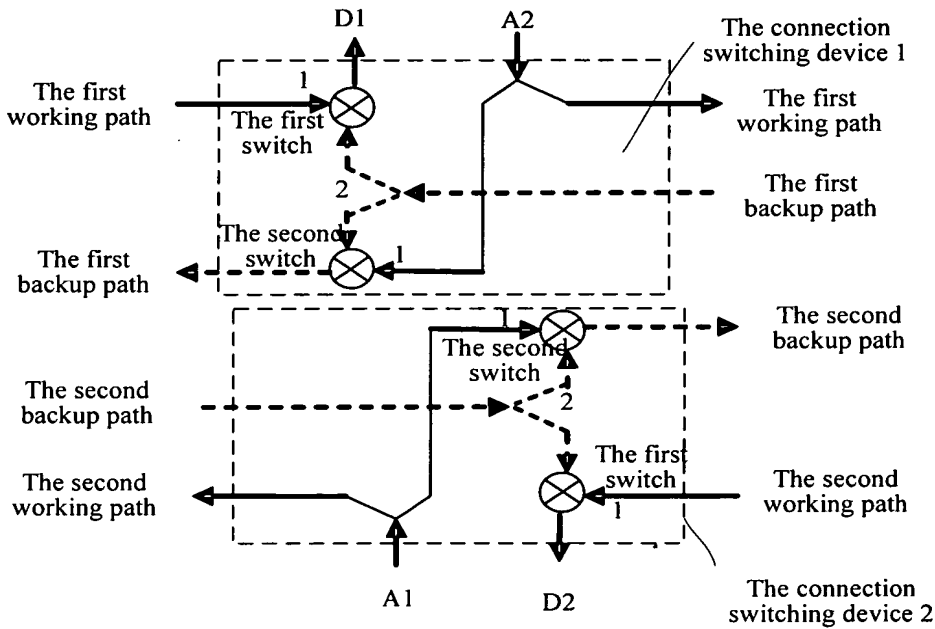 D1
A2
The connection
switching device 1
The first
working path
1
The first
switch
The first
working path
2
The first
backup path
The second
switch
1
The first
backup path
1
The second
switch
The second
backup path
The second
backup path
2
The second
working path
The first
switch
1
The second
working path
A1
D2
The connection
switching device 2